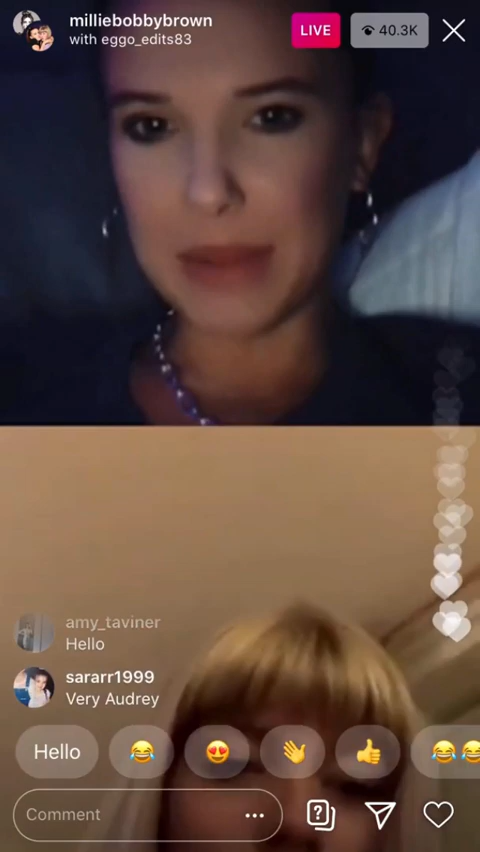 milliebobbybrown
with eggo_edits83
LIVE
40.3K
amy_taviner
Hello
sararr1999
Very Audrey
Hello
Comment